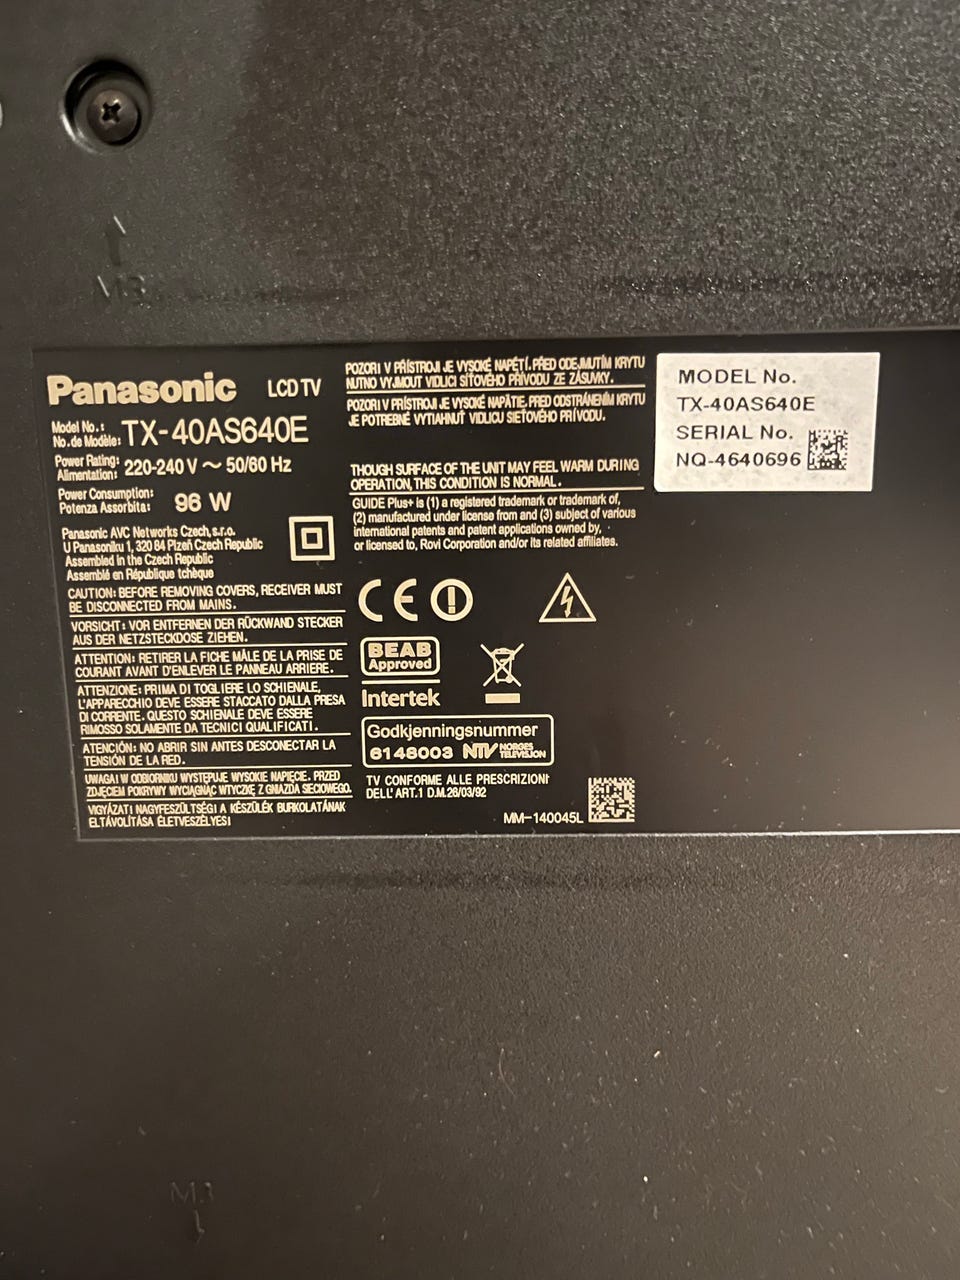 M3
Panasonic LCD TV
Model No.:
No. de Modèle: TX-40AS640E
Power Rating:
Alimentation: 220-240 V ~ 50/60 Hz
Power Consumption:
Potenza Assorbita: 96 W
Panasonic AVC Networks Czech, s.r.o.
U Panasoniku 1, 320 84 Plzeň Czech Republic
Assembled in the Czech Republic
Assemblé en République tchèque
CAUTION: BEFORE REMOVING COVERS, RECEIVER MUST
BE DISCONNECTED FROM MAINS.
VORSICHT: VOR ENTFERNEN DER RÜCKWAND STECKER
AUS DER NETZSTECKDOSE ZIEHEN.
ATTENTION: RETIRER LA FICHE MÂLE DE LA PRISE DE
COURANT AVANT D'ENLEVER LE PANNEAU ARRIERE.
ATTENZIONE: PRIMA DI TOGLIERE LO SCHIENALE,
L'APPARECCHIO DEVE ESSERE STACCATO DALLA PRESA
DI CORRENTE. QUESTO SCHIENALE DEVE ESSERE
RIMOSSO SOLAMENTE DA TECNICI QUALIFICATI.
ATENCIÓN: NO ABRIR SIN ANTES DESCONECTAR LA
TENSIÓN DE LA RED.
UWAGA! W ODBIORNIKU WYSTĘPUJE WYSOKIE NAPIĘCIE. PRZED
ZDJĘCIEM POKRYWY WYCIĄGNĄĆ WTYCZKĘ Z GNIAZDA SIECIOWEGO.
VIGYÁZAT! NAGYFESZÜLTSÉG! A KÉSZÜLÉK BURKOLATÁNAK
ELTÁVOLÍTÁSA ÉLETVESZÉLYES!
POZOR! V PŘÍSTROJI JE VYSOKÉ NAPĚTÍ. PŘED ODEJMUTÍM KRYTU
NUTNO VYJMOUT VIDLICI SÍŤOVÉHO PŘÍVODU ZE ZÁSUVKY.
POZOR! V PRÍSTROJI JE VYSOKÉ NAPÄTIE. PRED ODSTRÁNENÍM KRYTU
JE POTREBNÉ VYTIAHNUŤ VIDLICU SIEŤOVÉHO PRÍVODU.
THOUGH SURFACE OF THE UNIT MAY FEEL WARM DURING
OPERATION, THIS CONDITION IS NORMAL.
GUIDE Plus+ is (1) a registered trademark or trademark of,
(2) manufactured under license from and (3) subject of various
international patents and patent applications owned by,
or licensed to, Rovi Corporation and/or its related affiliates.
CE
BEAB
Approved
Intertek
Godkjenningsnummer
6148003 NTV NORGES TELEVISJON
TV CONFORME ALLE PRESCRIZIONI
DELL' ART.1 D.M.26/03/92
MM-140045L
MODEL No.
TX-40AS640E
SERIAL No.
NQ-4640696
M3